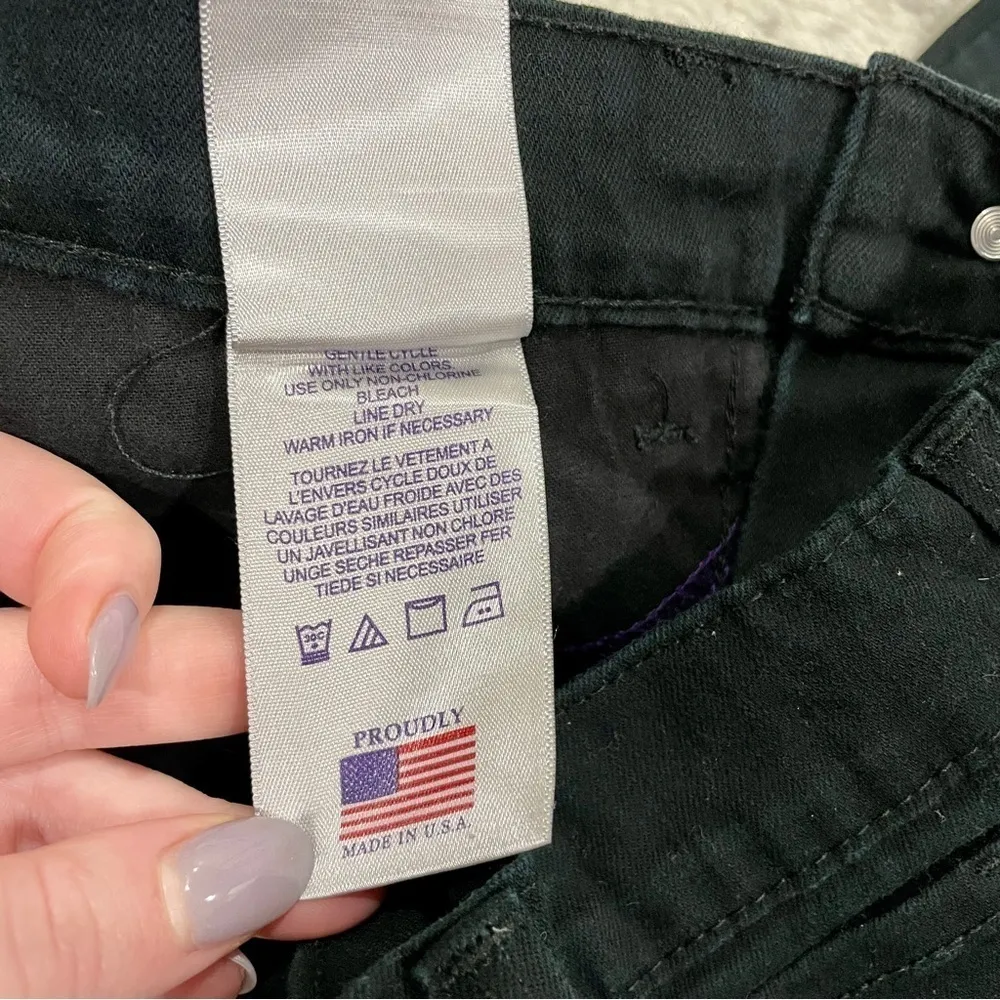 GENTLE CYCLE
WITH LIKE COLORS
USE ONLY NON-CHLORINE
BLEACH
LINE DRY
WARM IRON IF NECESSARY
TOURNEZ LE VETEMENT A
L'ENVERS CYCLE DOUX DE
LAVAGE D'EAU FROIDE AVEC DES
COULEURS SIMILAIRES UTILISER
UN JAVELLISANT NON CHLORE
UNGE SECHE REPASSER FER
TIEDE SI NECESSAIRE
30C
PROUDLY
MADE IN U.S.A.